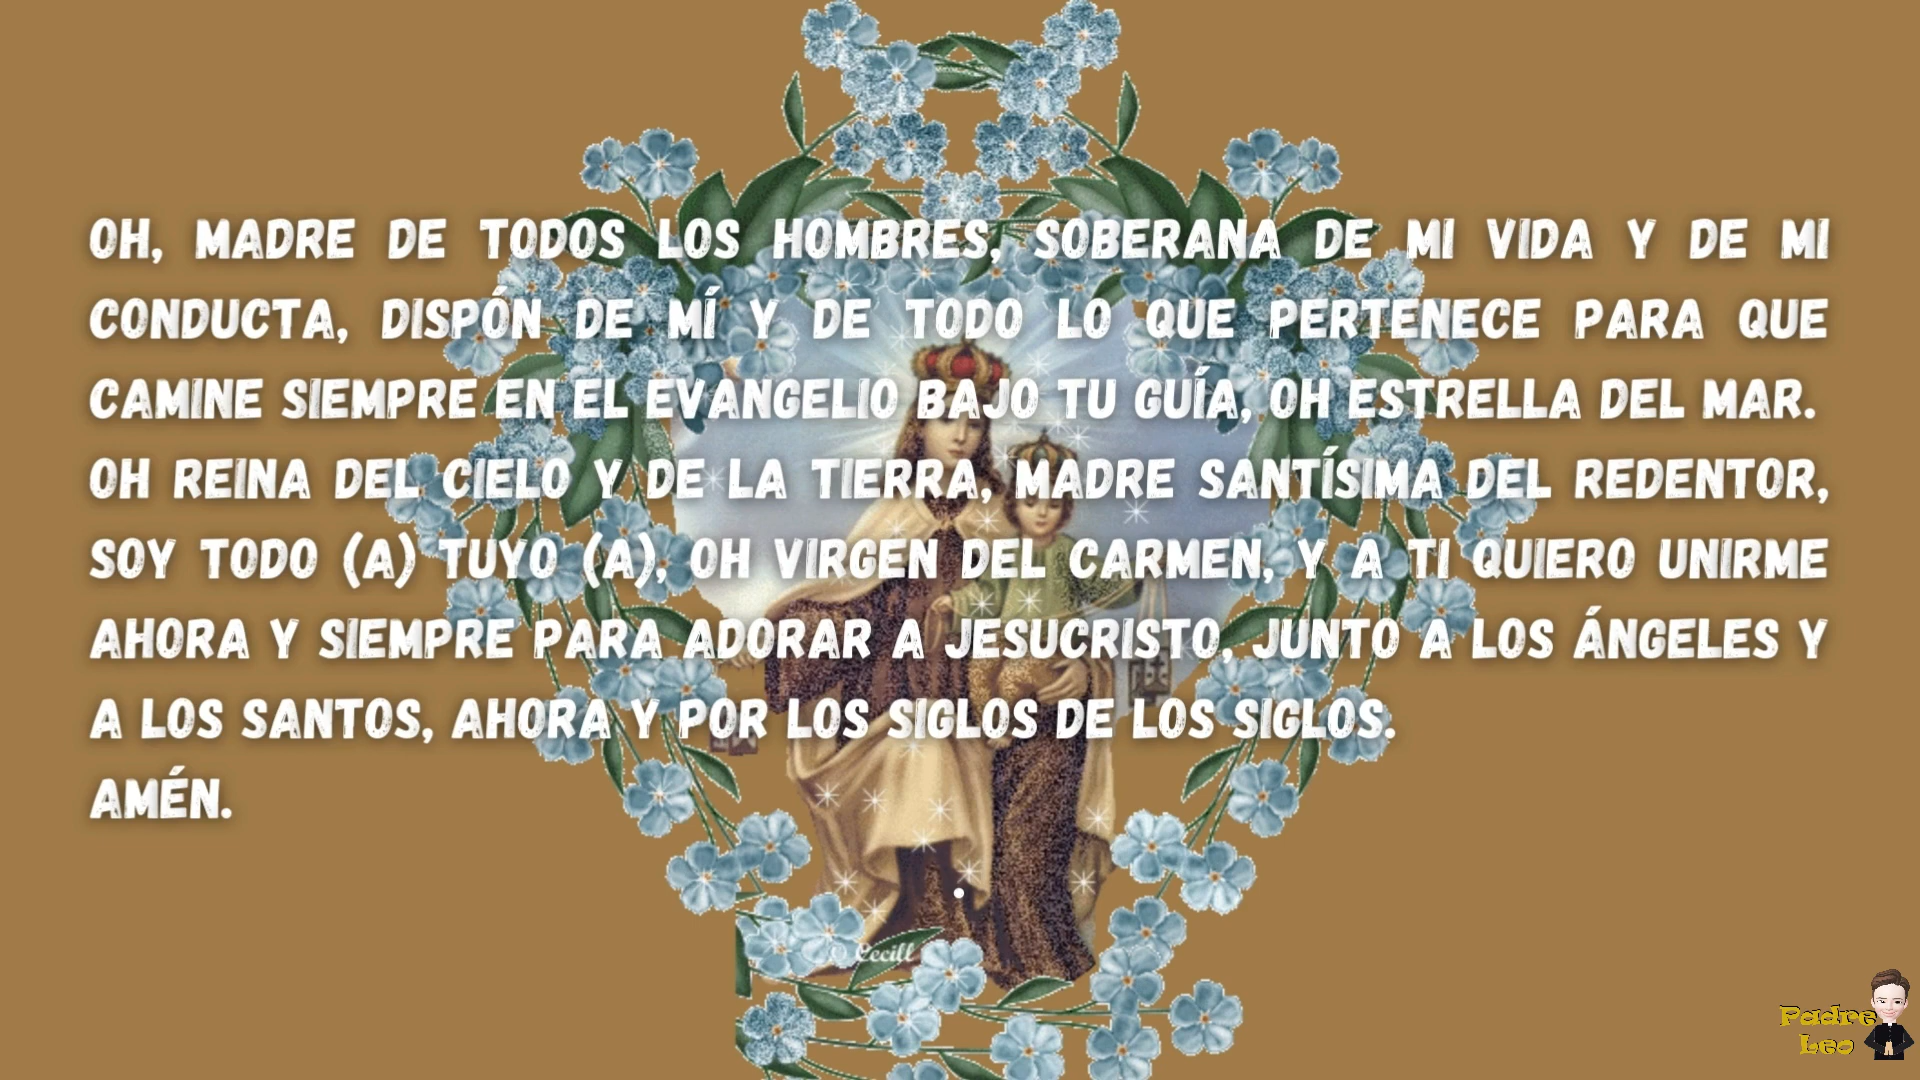 OH, MADRE DE TODOS LOS HOMBRES, SOBERANA DE MI VIDA Y DE MI
CONDUCTA, DISPÓN DE MÍ Y DE TODO LO QUE PERTENECE PARA QUE
CAMINE SIEMPRE EN EL EVANGELIO BAJO TU GUÍA, OH ESTRELLA DEL MAR.
OH REINA DEL CIELO Y DE LA TIERRA, MADRE SANTÍSIMA DEL REDENTOR,
SOY TODO (A) TUYO (A), OH VIRGEN DEL CARMEN, Y A TI QUIERO UNIRME
AHORA Y SIEMPRE PARA ADORAR A JESUCRISTO, JUNTO A LOS ÁNGELES Y
A LOS SANTOS, AHORA Y POR LOS SIGLOS DE LOS SIGLOS.
AMÉN.
.
© Cecill
Padre
Leo